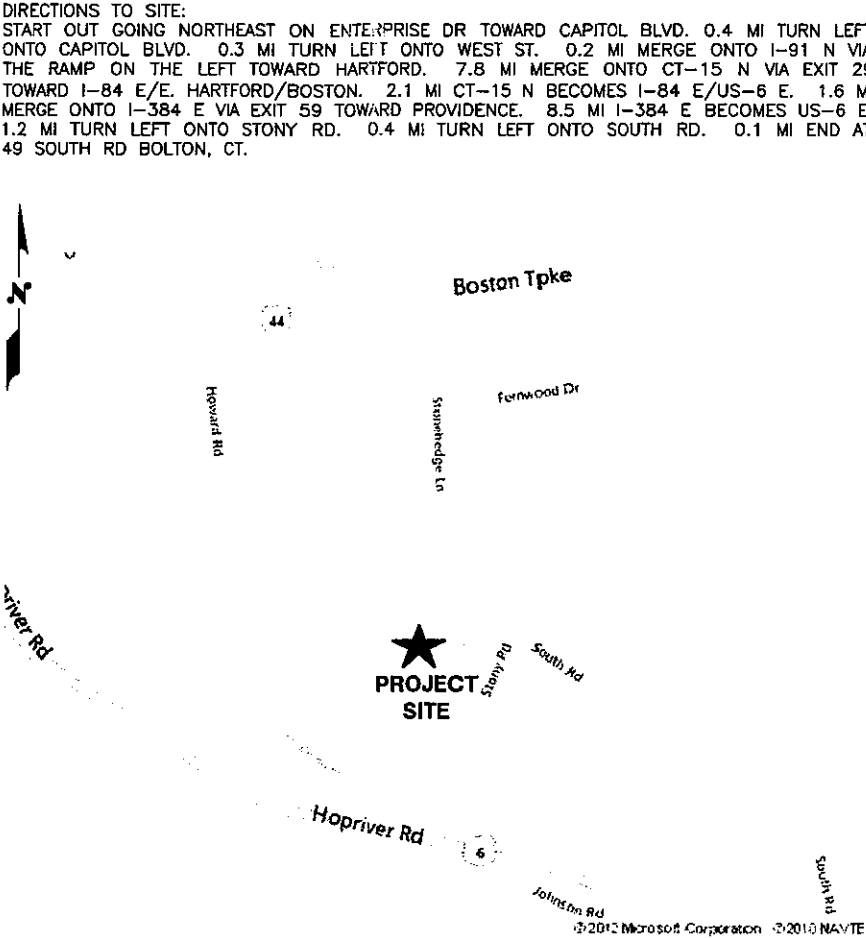 DIRECTIONS TO SITE:
START OUT GOING NORTHEAST ON ENTERPRISE DR TOWARD CAPITOL BLVD. 0.4 MI TURN LEFT
ONTO CAPITOL BLVD. 0.3 MI TURN LEFT ONTO WEST ST. 0.2 MI MERGE ONTO I-91 N VIA
THE RAMP ON THE LEFT TOWARD HARTFORD. 7.8 MI MERGE ONTO CT-15 N VIA EXIT 29
TOWARD I-84 E/E. HARTFORD/BOSTON. 2.1 MI CT-15 N BECOMES I-84 E/US-6 E. 1.6 M
MERGE ONTO I-384 E VIA EXIT 59 TOWARD PROVIDENCE. 8.5 MI I-384 E BECOMES US-6 E
1.2 MI TURN LEFT ONTO STONY RD. 0.4 MI TURN LEFT ONTO SOUTH RD. 0.1 MI END AT
49 SOUTH RD BOLTON, CT.
N
Boston Tpke
44
Howard Rd
Stonehedge Ln
Fernwood Dr
river Rd
PROJECT
SITE
Stony Rd
South Rd
Hopriver Rd
6
Johnson Rd
South Rd
©2012 Microsoft Corporation ©2010 NAVTE